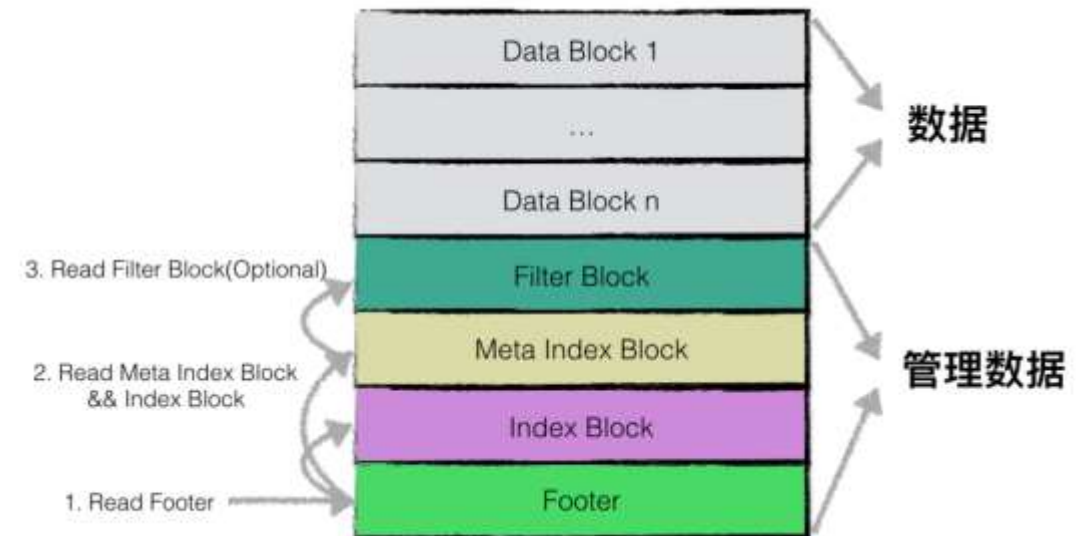 Data Block 1
...
数据
Data Block n
3. Read Filter Block(Optional)
Filter Block
Meta Index Block
2. Read Meta Index Block
&& Index Block
管理数据
Index Block
1. Read Footer
Footer